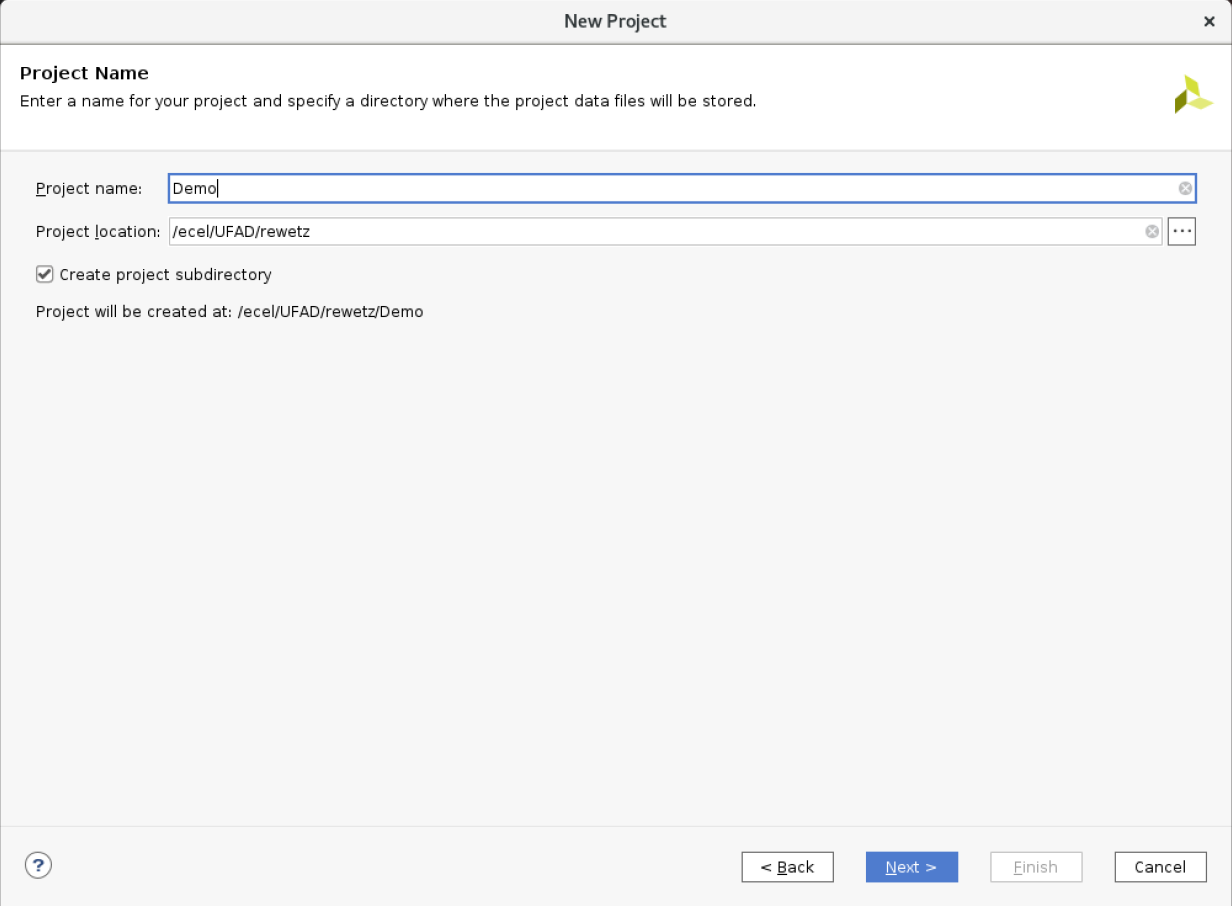 New Project
Project Name
Enter a name for your project and specify a directory where the project data files will be stored.
Project name: Demo
Project location: /ecel/UFAD/rewetz ...
Create project subdirectory
Project will be created at: /ecel/UFAD/rewetz/Demo
? < Back Next > Finish Cancel